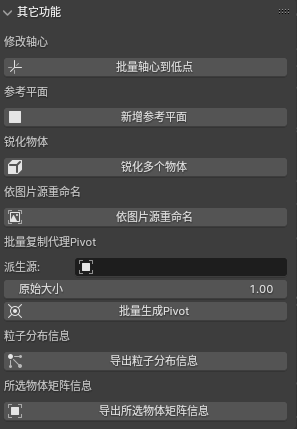 其它功能
修改轴心
批量轴心到低点
参考平面
新增参考平面
锐化物体
锐化多个物体
依图片源重命名
依图片源重命名
批量复制代理Pivot
派生源:
原始大小 1.00
批量生成Pivot
粒子分布信息
导出粒子分布信息
所选物体矩阵信息
导出所选物体矩阵信息